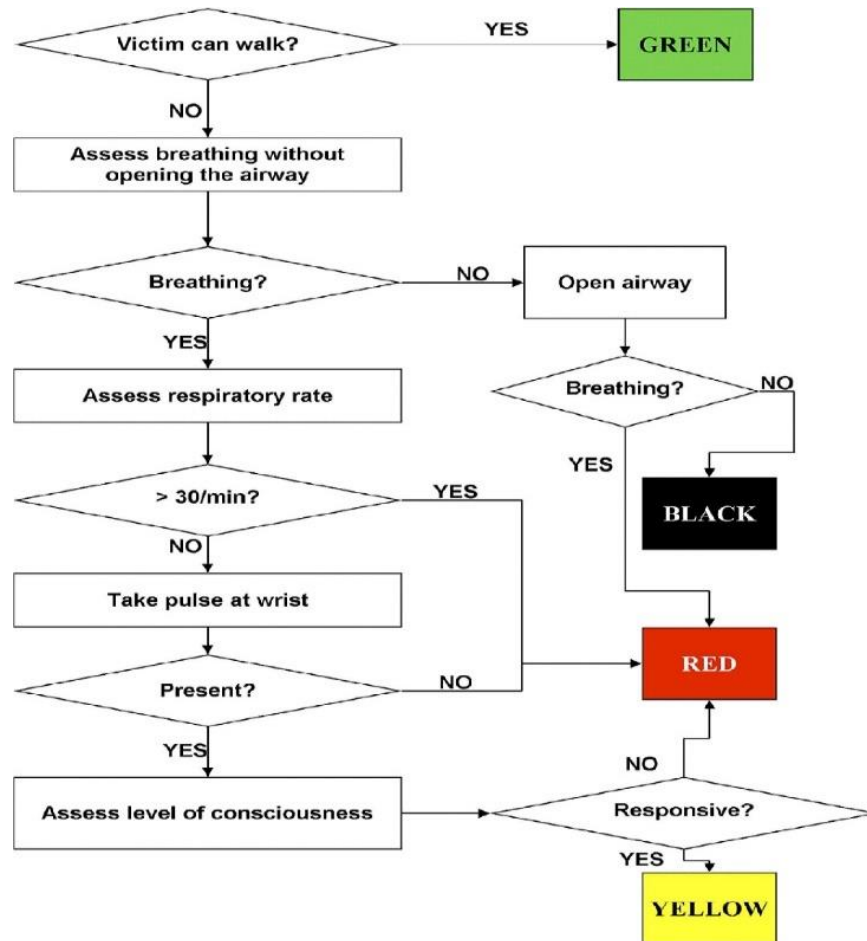 Victim can walk?
YES
GREEN
NO
Assess breathing without
opening the airway
Breathing?
NO
Open airway
YES
Assess respiratory rate
Breathing?
NO
YES
> 30/min?
YES
BLACK
NO
Take pulse at wrist
RED
Present?
NO
YES
NO
Assess level of consciousness
Responsive?
YES
YELLOW